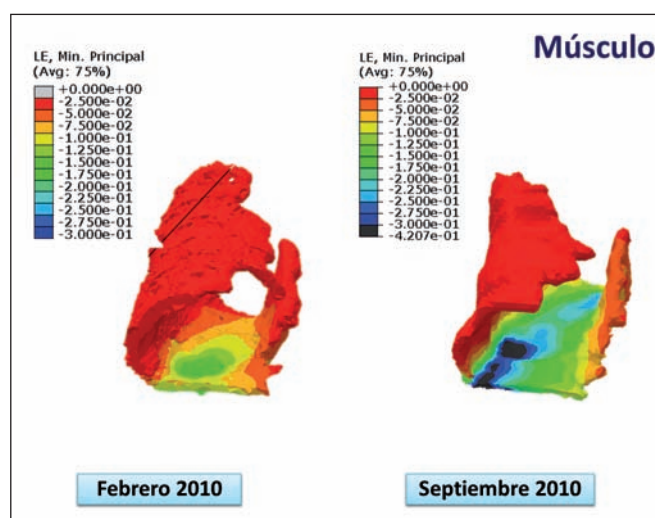 Músculo
LE, Min. Principal
(Avg: 75%)
+0.000e+00
-2.500e-02
-5.000e-02
-7.500e-02
-1.000e-01
-1.250e-01
-1.500e-01
-1.750e-01
-2.000e-01
-2.250e-01
-2.500e-01
-2.750e-01
-3.000e-01
LE, Min. Principal
(Avg: 75%)
+0.000e+00
-2.500e-02
-5.000e-02
-7.500e-02
-1.000e-01
-1.250e-01
-1.500e-01
-1.750e-01
-2.000e-01
-2.250e-01
-2.500e-01
-2.750e-01
-3.000e-01
-4.207e-01
Febrero 2010
Septiembre 2010